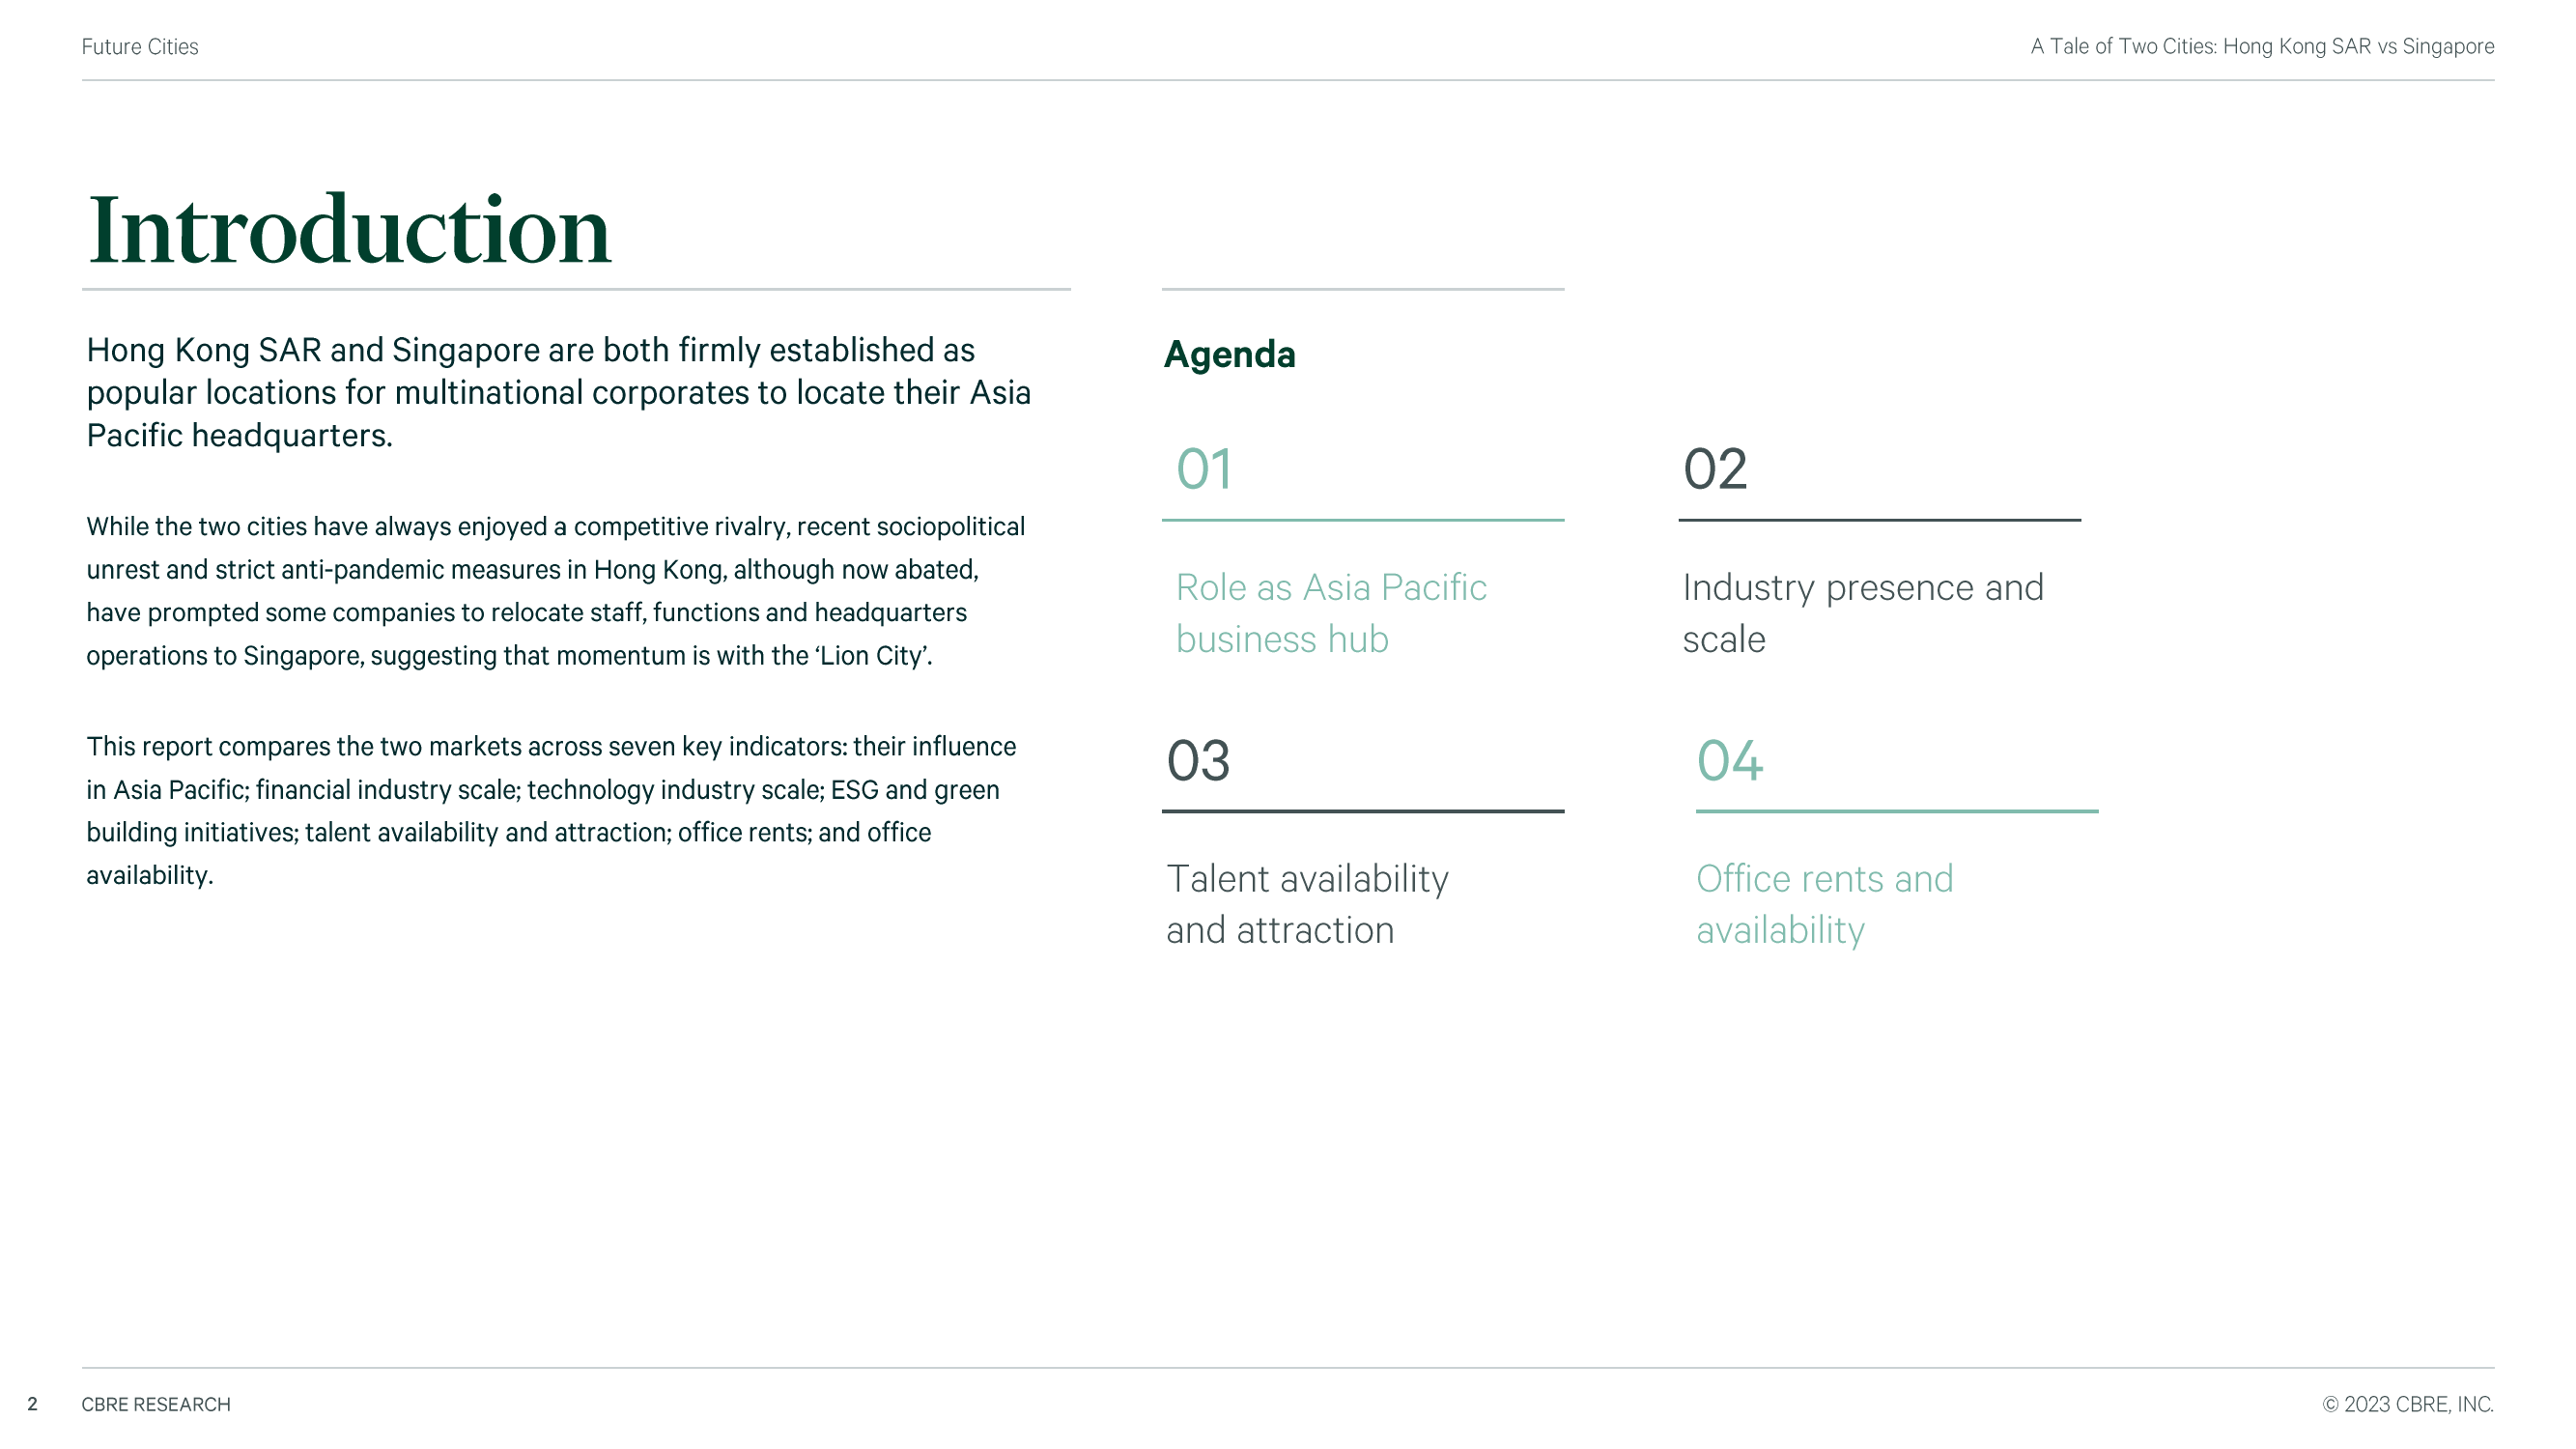 Future Cities
A Tale of Two Cities: Hong Kong SAR vs Singapore
Introduction
Hong Kong SAR and Singapore are both firmly established as
popular locations for multinational corporates to locate their Asia
Pacific headquarters.
While the two cities have always enjoyed a competitive rivalry, recent sociopolitical
unrest and strict anti-pandemic measures in Hong Kong, although now abated,
have prompted some companies to relocate staff, functions and headquarters
operations to Singapore, suggesting that momentum is with the ‘Lion City’.
This report compares the two markets across seven key indicators: their influence
in Asia Pacific; financial industry scale; technology industry scale; ESG and green
building initiatives; talent availability and attraction; office rents; and office
availability.
Agenda
01
Role as Asia Pacific
business hub
02
Industry presence and
scale
03
Talent availability
and attraction
04
Office rents and
availability
2
CBRE RESEARCH
© 2023 CBRE, INC.